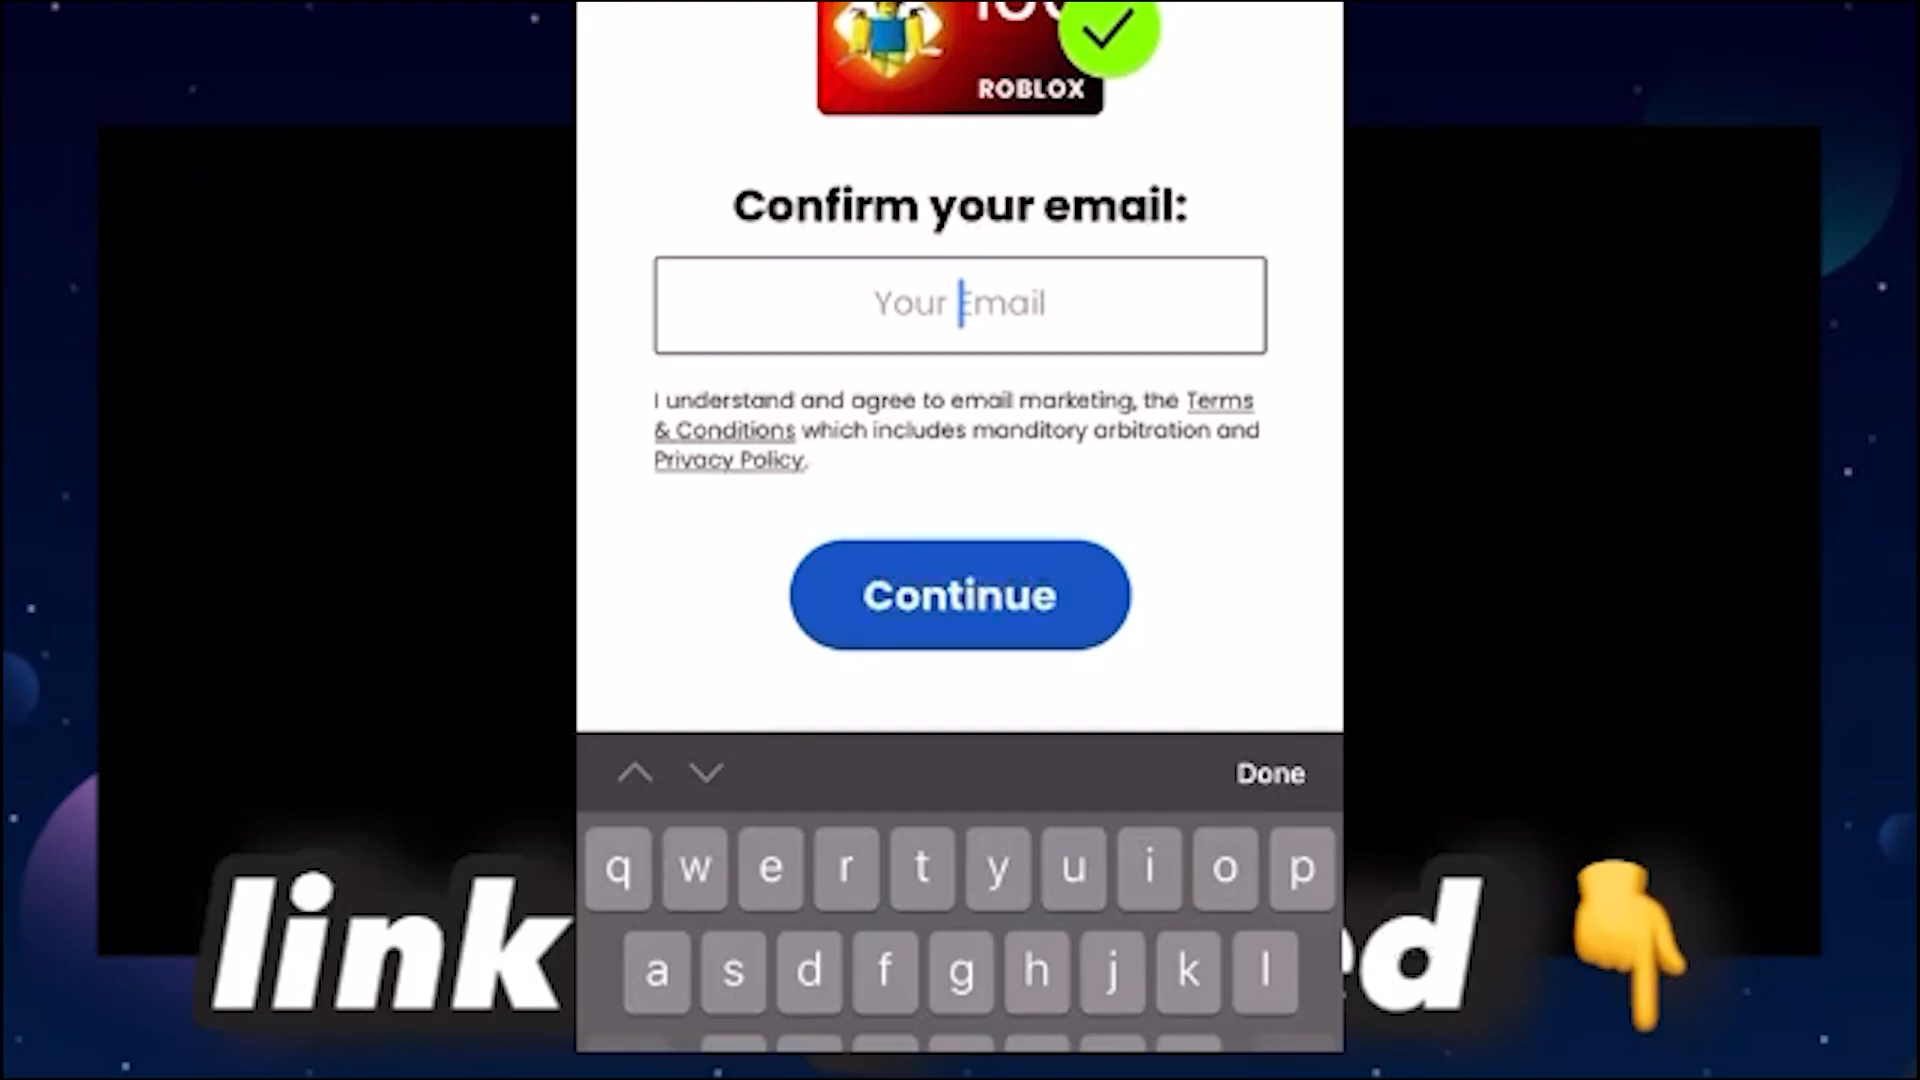 ROBLOX
Confirm your email:
Your Email
I understand and agree to email marketing, the Terms
& Conditions which includes manditory arbitration and
Privacy Policy.
Continue
Done
q w e r t y u i o p
a s d f g h j k l
link